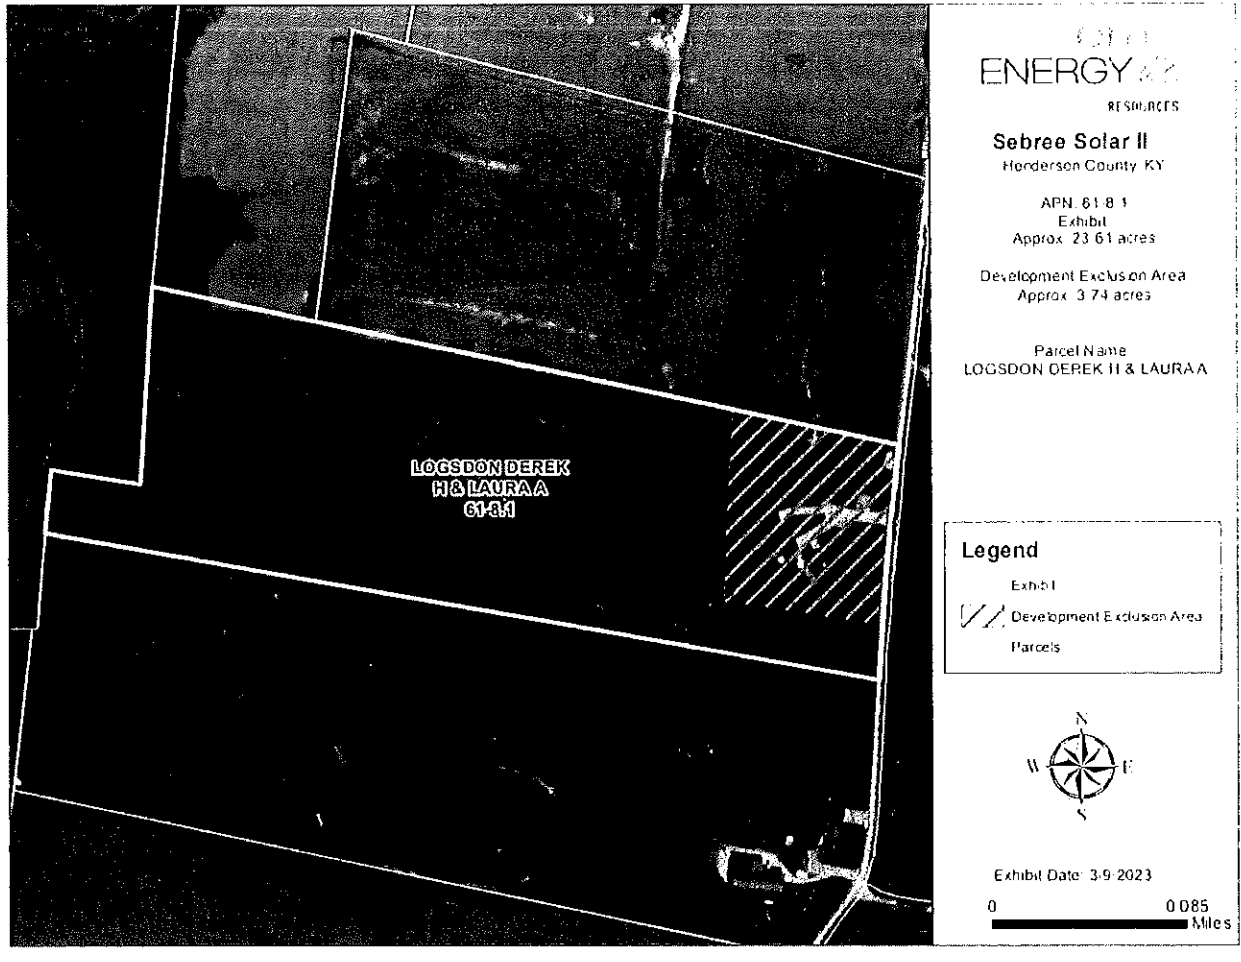 LOGSDON DEREK
H & LAURA A
61-8.1
ENERGY
RESOURCES
Sebree Solar II
Henderson County KY
APN: 61-8 1
Exhibit
Approx 23 61 acres
Development Exclusion Area
Approx 3 74 acres
Parcel Name
LOGSDON DEREK H & LAURA A
Legend
Exhibit
Development Exclusion Area
Parcels
N
W E
S
Exhibit Date: 3-9-2023
0 0 085
Miles